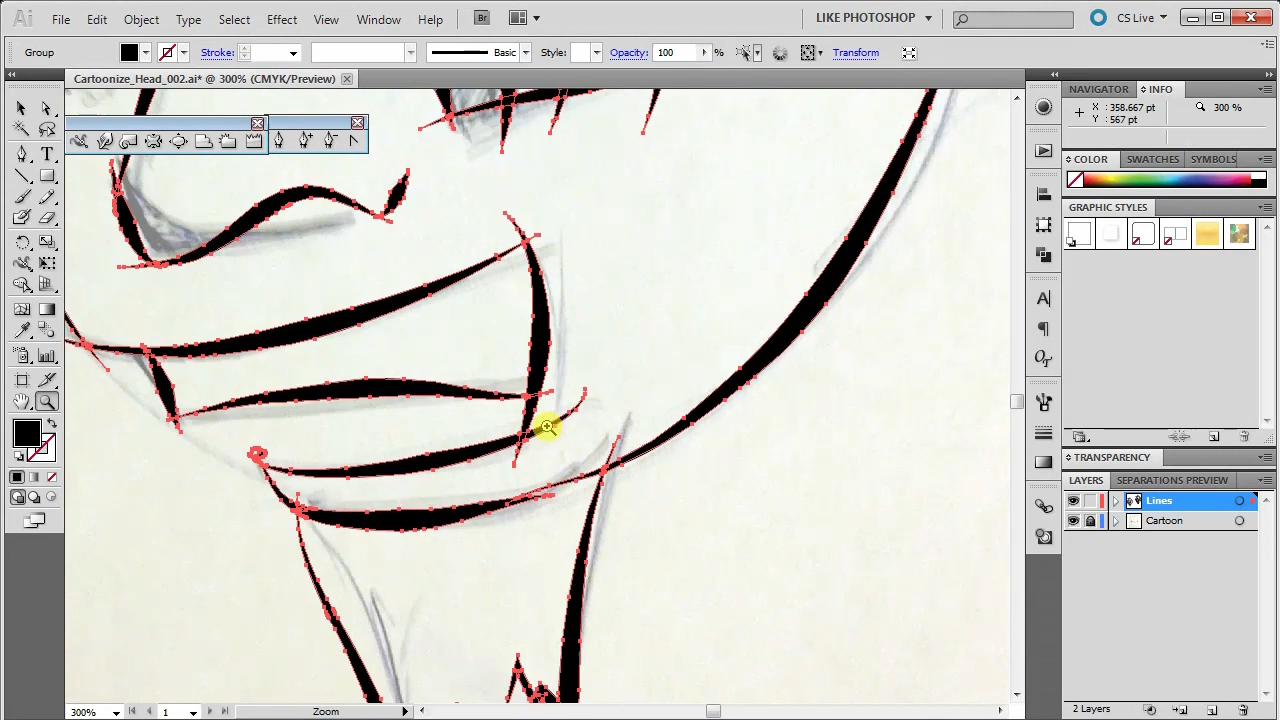 Ai File Edit Object Type Select Effect View Window Help Br LIKE PHOTOSHOP CS Live
Group Stroke: Basic Style: Opacity: 100 % Transform
Cartoonize_Head_002.ai* @ 300% (CMYK/Preview)
NAVIGATOR INFO
X : 358.667 pt
Y : 567 pt
300 %
COLOR SWATCHES SYMBOLS
GRAPHIC STYLES
TRANSPARENCY
LAYERS SEPARATIONS PREVIEW
Lines
Cartoon
2 Layers
300% 1 Zoom